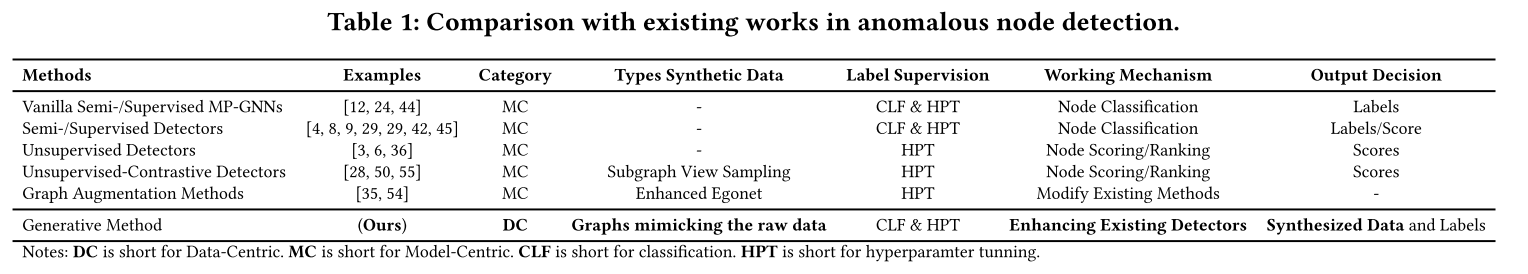 Table 1: Comparison with existing works in anomalous node detection.
Methods Examples Category Types Synthetic Data Label Supervision Working Mechanism Output Decision
Vanilla Semi-/Supervised MP-GNNs [12, 24, 44] MC - CLF & HPT Node Classification Labels
Semi-/Supervised Detectors [4, 8, 9, 29, 29, 42, 45] MC - CLF & HPT Node Classification Labels/Score
Unsupervised Detectors [3, 6, 36] MC - HPT Node Scoring/Ranking Scores
Unsupervised-Contrastive Detectors [28, 50, 55] MC Subgraph View Sampling HPT Node Scoring/Ranking Scores
Graph Augmentation Methods [35, 54] MC Enhanced Egonet HPT Modify Existing Methods -
Generative Method (Ours) DC Graphs mimicking the raw data CLF & HPT Enhancing Existing Detectors Synthesized Data and Labels
Notes: DC is short for Data-Centric. MC is short for Model-Centric. CLF is short for classification. HPT is short for hyperparamter tunning.